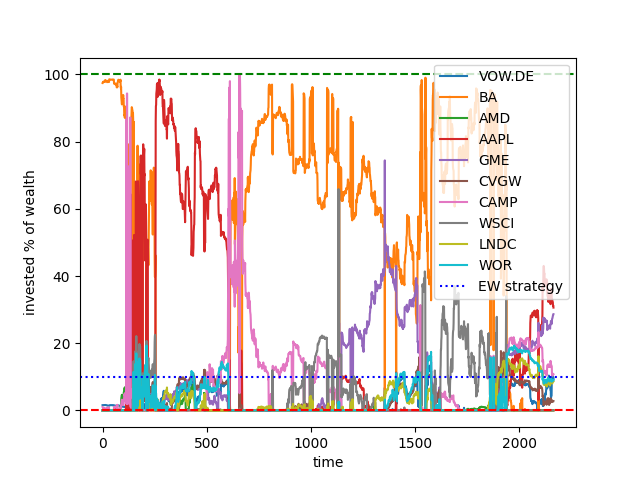 100
80
60
40
20
0
invested % of wealth
VOW.DE
BA
AMD
AAPL
GME
CVGW
CAMP
WSCI
LNDC
WOR
EW strategy
0 500 1000 1500 2000
time